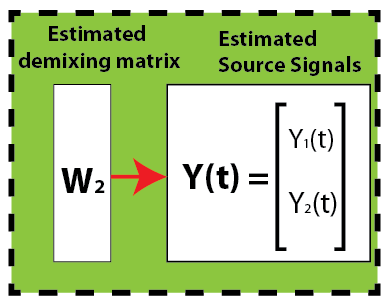 Estimated
demixing matrix
Estimated
Source Signals
W₂
Y(t) =
Y₁(t)
Y₂(t)